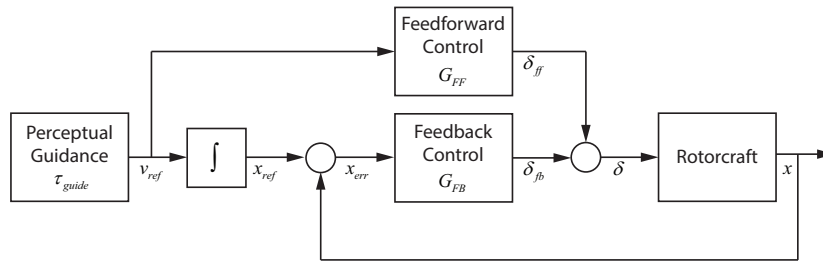 Feedforward
Control
G_FF
δ_ff
Perceptual
Guidance
τ_guide
v_ref
∫
x_ref
x_err
Feedback
Control
G_FB
δ_fb
δ
Rotorcraft
x